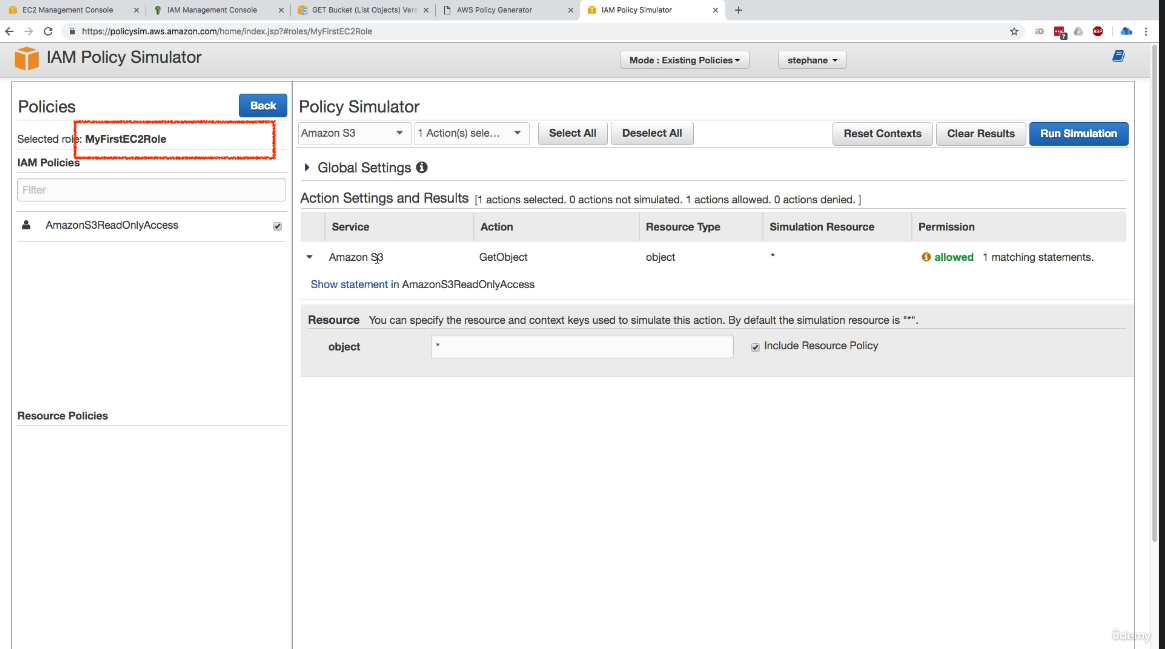 EC2 Management Console
IAM Management Console
GET Bucket (List Objects) Vers
AWS Policy Generator
IAM Policy Simulator
https://policysim.aws.amazon.com/home/index.jsp?#roles/MyFirstEC2Role
IAM Policy Simulator
Mode : Existing Policies
stephane
Policies
Back
Selected role: MyFirstEC2Role
IAM Policies
Filter
AmazonS3ReadOnlyAccess
Resource Policies
Policy Simulator
Amazon S3
1 Action(s) sele...
Select All
Deselect All
Reset Contexts
Clear Results
Run Simulation
Global Settings
Action Settings and Results [1 actions selected. 0 actions not simulated. 1 actions allowed. 0 actions denied. ]
Service Action Resource Type Simulation Resource Permission
Amazon S3 GetObject object * allowed 1 matching statements.
Show statement in AmazonS3ReadOnlyAccess
Resource You can specify the resource and context keys used to simulate this action. By default the simulation resource is "*".
object * Include Resource Policy
ûdemy